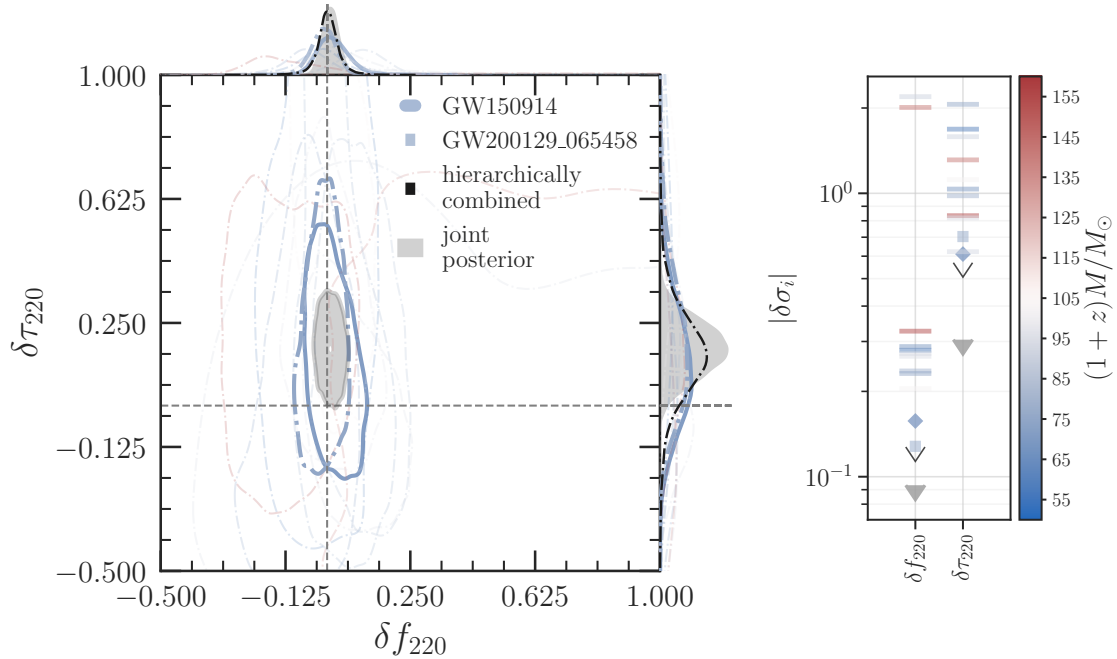 1.000
0.625
0.250
−0.125
−0.500
δτ₂₂₀
−0.500
−0.125
0.250
0.625
1.000
δf₂₂₀
GW150914
GW200129_065458
hierarchically
combined
joint
posterior
|δσᵢ|
10⁰
10⁻¹
δf₂₂₀
δτ₂₂₀
155
145
135
125
115
105
95
85
75
65
55
(1 + z)M/M⊙